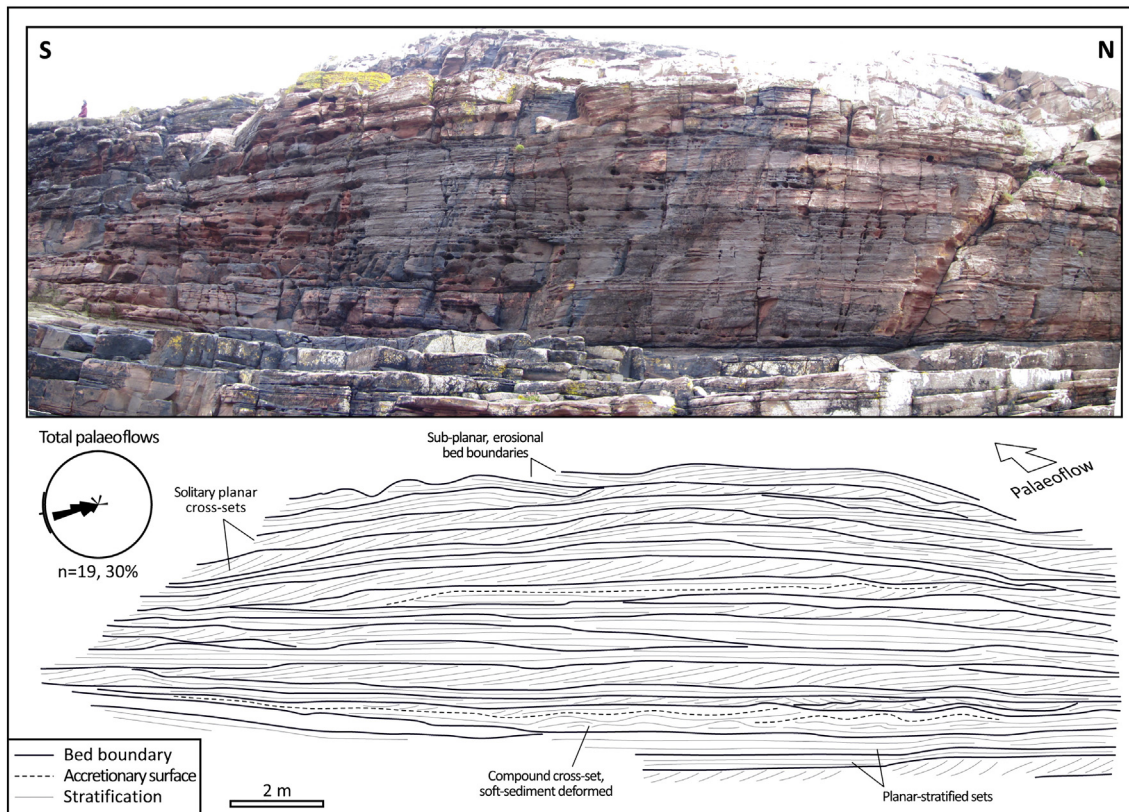 S
N
Total palaeoflows
n=19, 30%
Solitary planar
cross-sets
Sub-planar, erosional
bed boundaries
Palaeoflow
Bed boundary
Accretionary surface
Stratification
2 m
Compound cross-set,
soft-sediment deformed
Planar-stratified sets